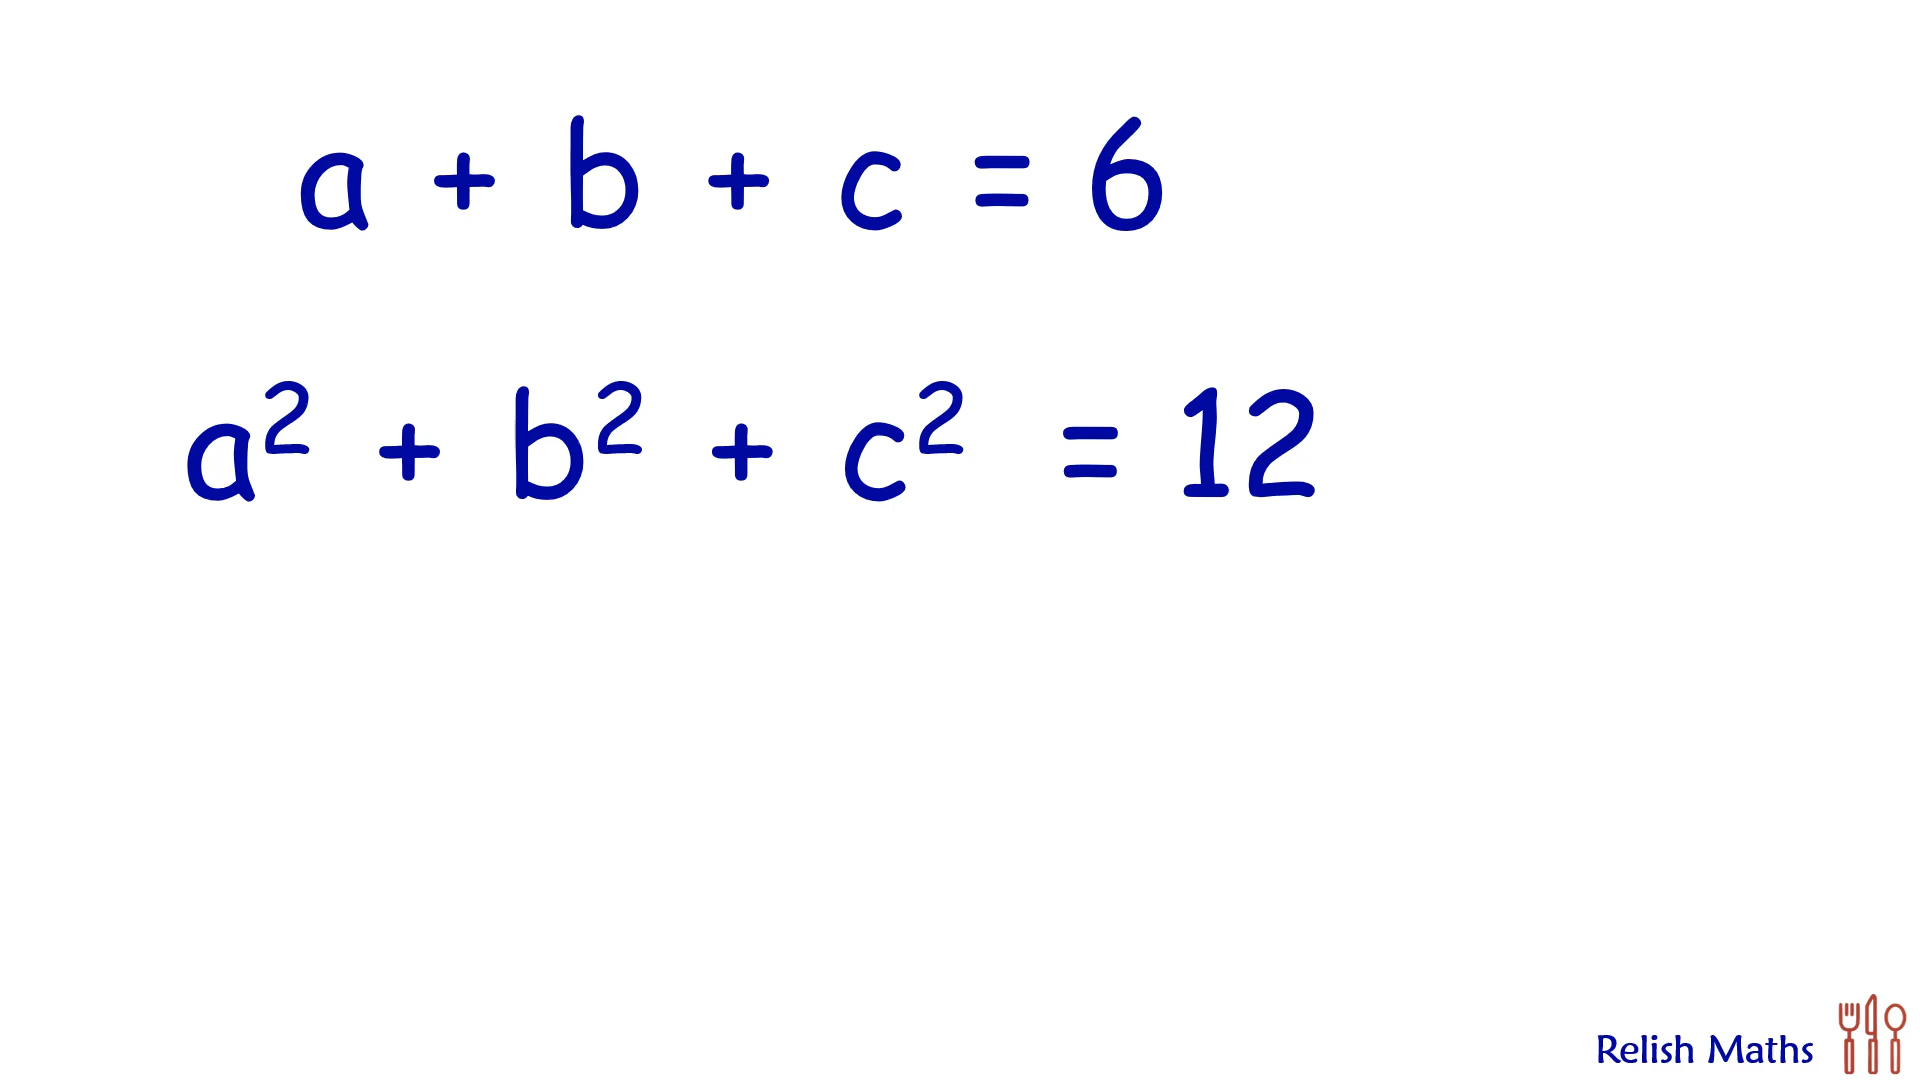 a + b + c = 6
a² + b² + c² = 12
Relish Maths